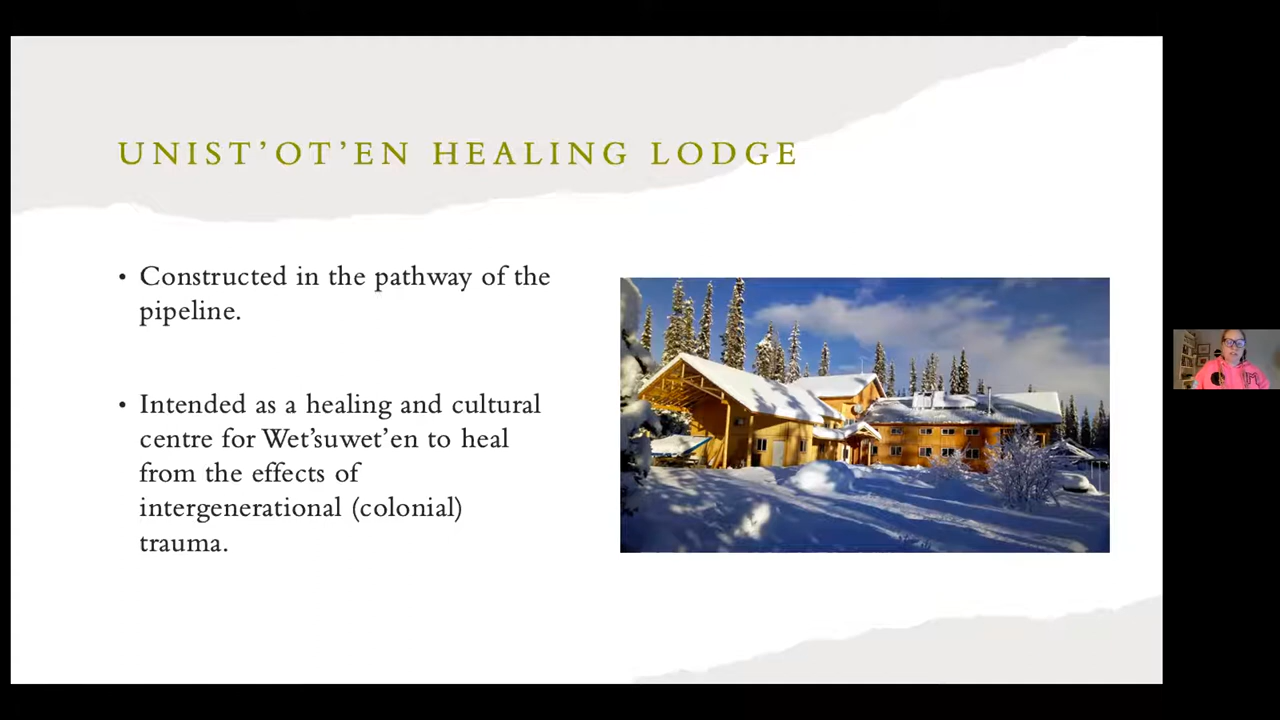 UNIST’OT’EN HEALING LODGE
• Constructed in the pathway of the
pipeline.
• Intended as a healing and cultural
centre for Wet’suwet’en to heal
from the effects of
intergenerational (colonial)
trauma.